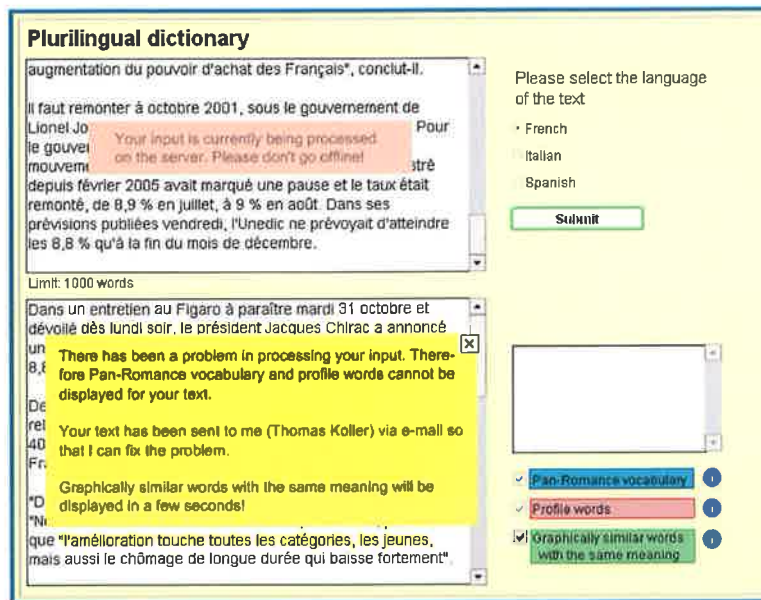 Plurilingual dictionary
augmentation du pouvoir d'achat des Français", conclut-il.
Il faut remonter à octobre 2001, sous le gouvernement de
Lionel Jo Pour
le gouve
mouvem strè
depuis février 2005 avait marqué une pause et le taux était
remonté, de 8,9 % en juillet, à 9 % en août. Dans ses
prévisions publiées vendredi, l'Unedic ne prévoyait d'atteindre
les 8,8 % qu'à la fin du mois de décembre.
Your input is currently being processed
on the server. Please don't go offline!
Limit: 1000 words
Please select the language
of the text
French
Italian
Spanish
Submit
Dans un entretien au Figaro à paraître mardi 31 octobre et
dévoilé dès lundi soir, le président Jacques Chirac a annoncé
un
8,8
De
rel
40
Fr
"D
"N
que "l'amélioration touche toutes les catégories, les jeunes,
mais aussi le chômage de longue durée qui baisse fortement".
There has been a problem in processing your input. There-
fore Pan-Romance vocabulary and profile words cannot be
displayed for your text.
Your text has been sent to me (Thomas Koller) via e-mail so
that I can fix the problem.
Graphically similar words with the same meaning will be
displayed in a few seconds!
Pan-Romance vocabulary
i
Profile words
i
Graphically similar words
with the same meaning
i